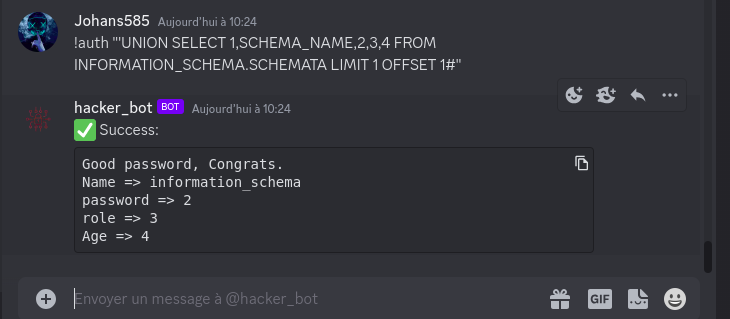 Johans585 Aujourd'hui à 10:24
!auth "'UNION SELECT 1,SCHEMA_NAME,2,3,4 FROM
INFORMATION_SCHEMA.SCHEMATA LIMIT 1 OFFSET 1#"
hacker_bot BOT Aujourd'hui à 10:24
✅ Success:
Good password, Congrats.
Name => information_schema
password => 2
role => 3
Age => 4
Envoyer un message à @hacker_bot
GIF